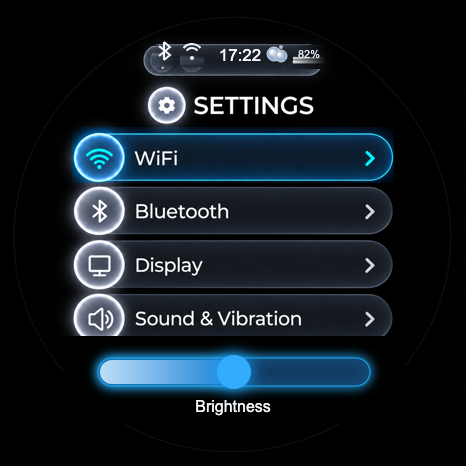 17:22 82%
SETTINGS
WiFi
Bluetooth
Display
Sound & Vibration
Brightness